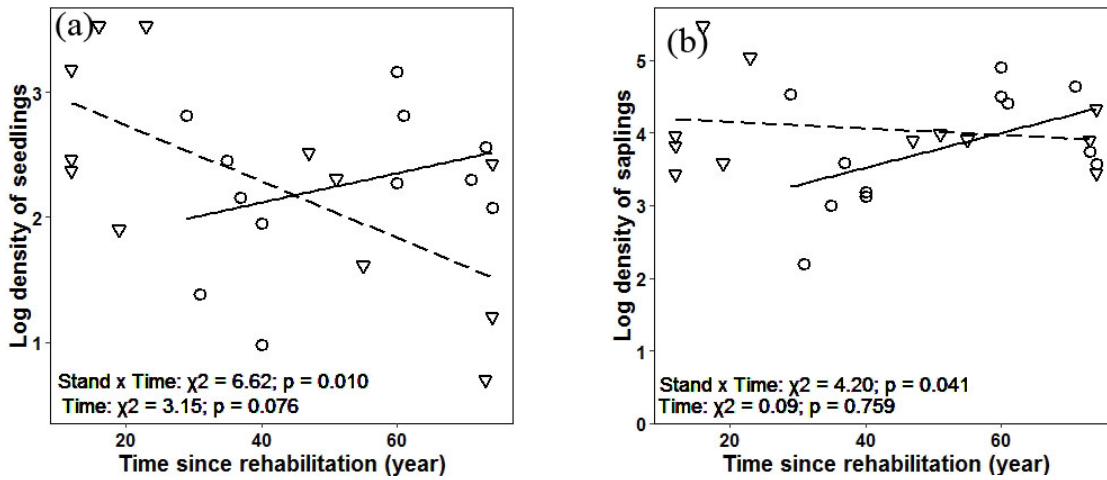 (a)
Log density of seedlings
3
2
1
Stand x Time: χ2 = 6.62; p = 0.010
Time: χ2 = 3.15; p = 0.076
20 40 60
Time since rehabilitation (year)
(b)
Log density of saplings
5
4
3
2
1
0
Stand x Time: χ2 = 4.20; p = 0.041
Time: χ2 = 0.09; p = 0.759
20 40 60
Time since rehabilitation (year)